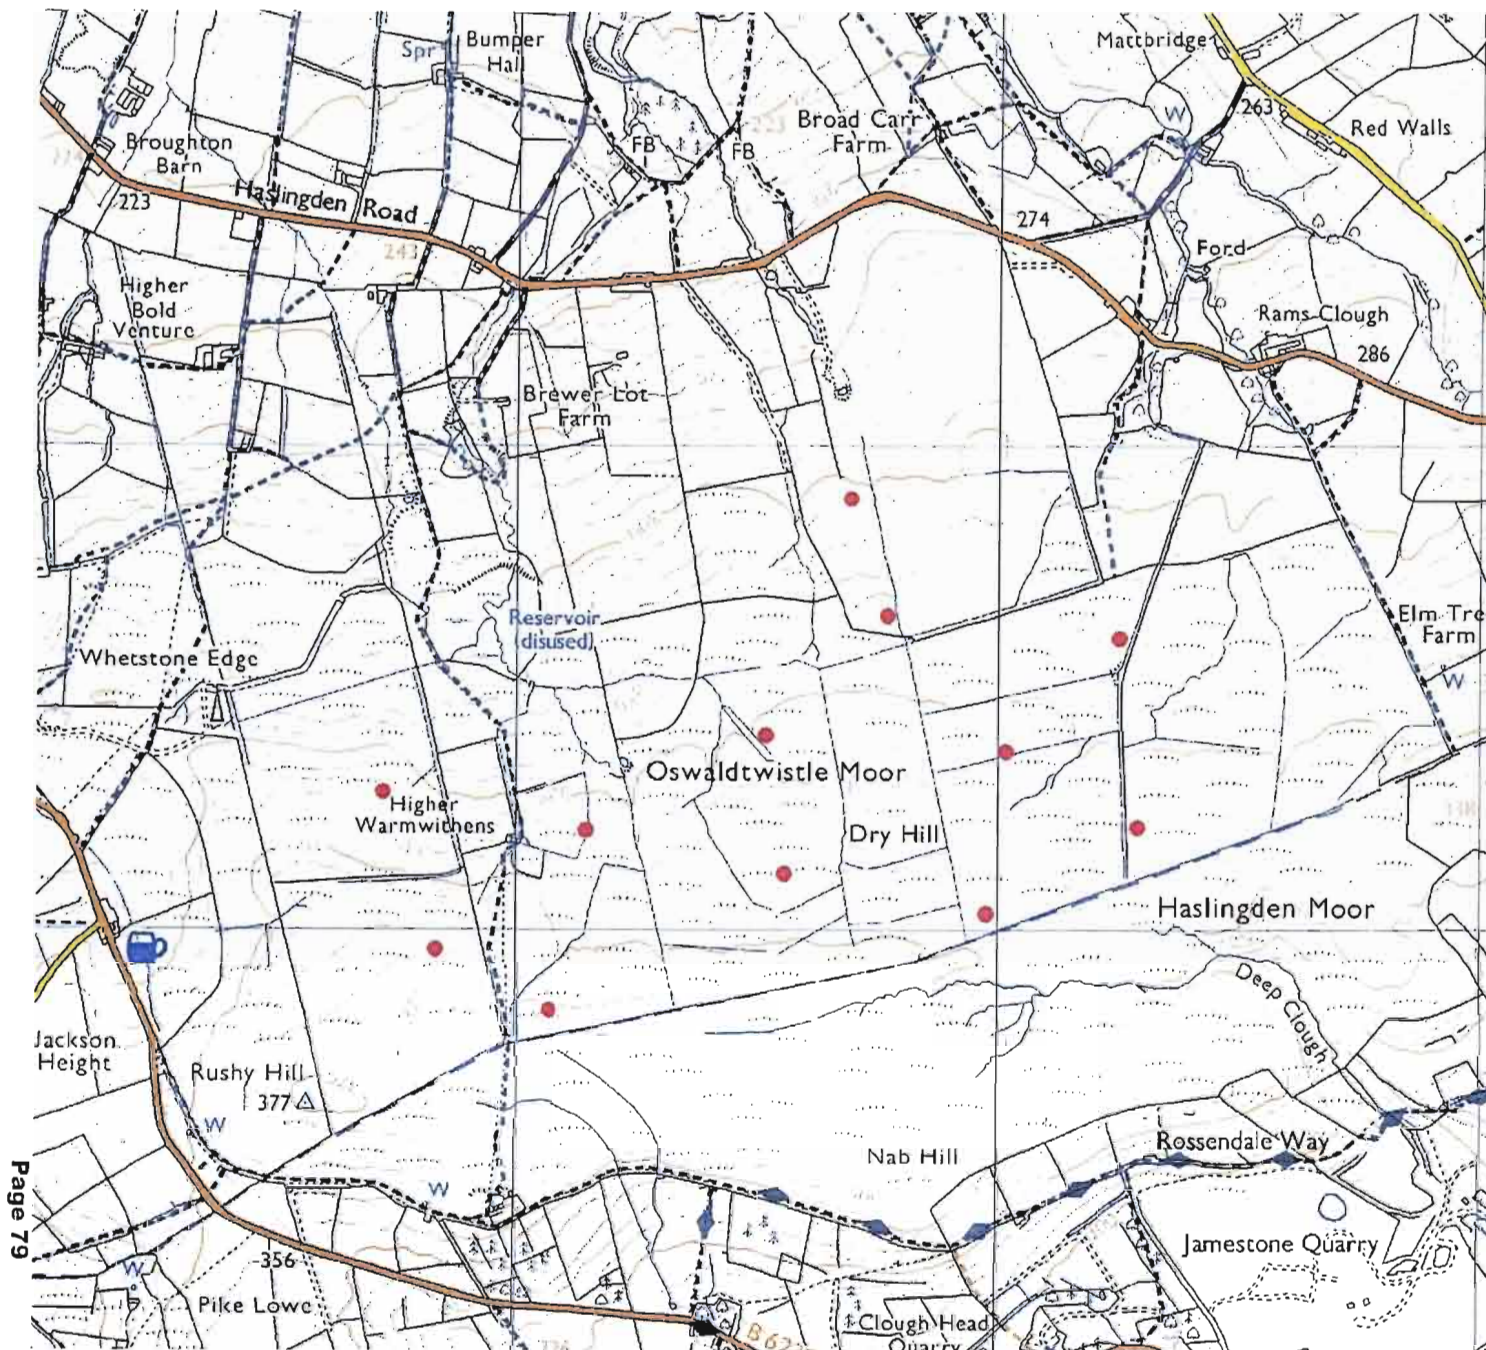 Mattbridge
Bumper
Hall
Spr
W
263
Red Walls
Broad Carr
Farm
223
FB
FB
Broughton
Barn
223
Haslingden Road
243
274
Ford
Higher
Bold
Venture
Rams Clough
286
Brewer Lot
Farm
Reservoir
(disused)
Elm Tre
Farm
W
Whetstone Edge
Oswaldtwistle Moor
Higher
Warmwithens
Dry Hill
Haslingden Moor
Deep Clough
Jackson
Height
Rushy Hill
377
W
Nab Hill
Rossendale Way
W
Page 79
356
Jamestone Quarry
W
Pike Lowe
Clough Head
Quarry
B 62